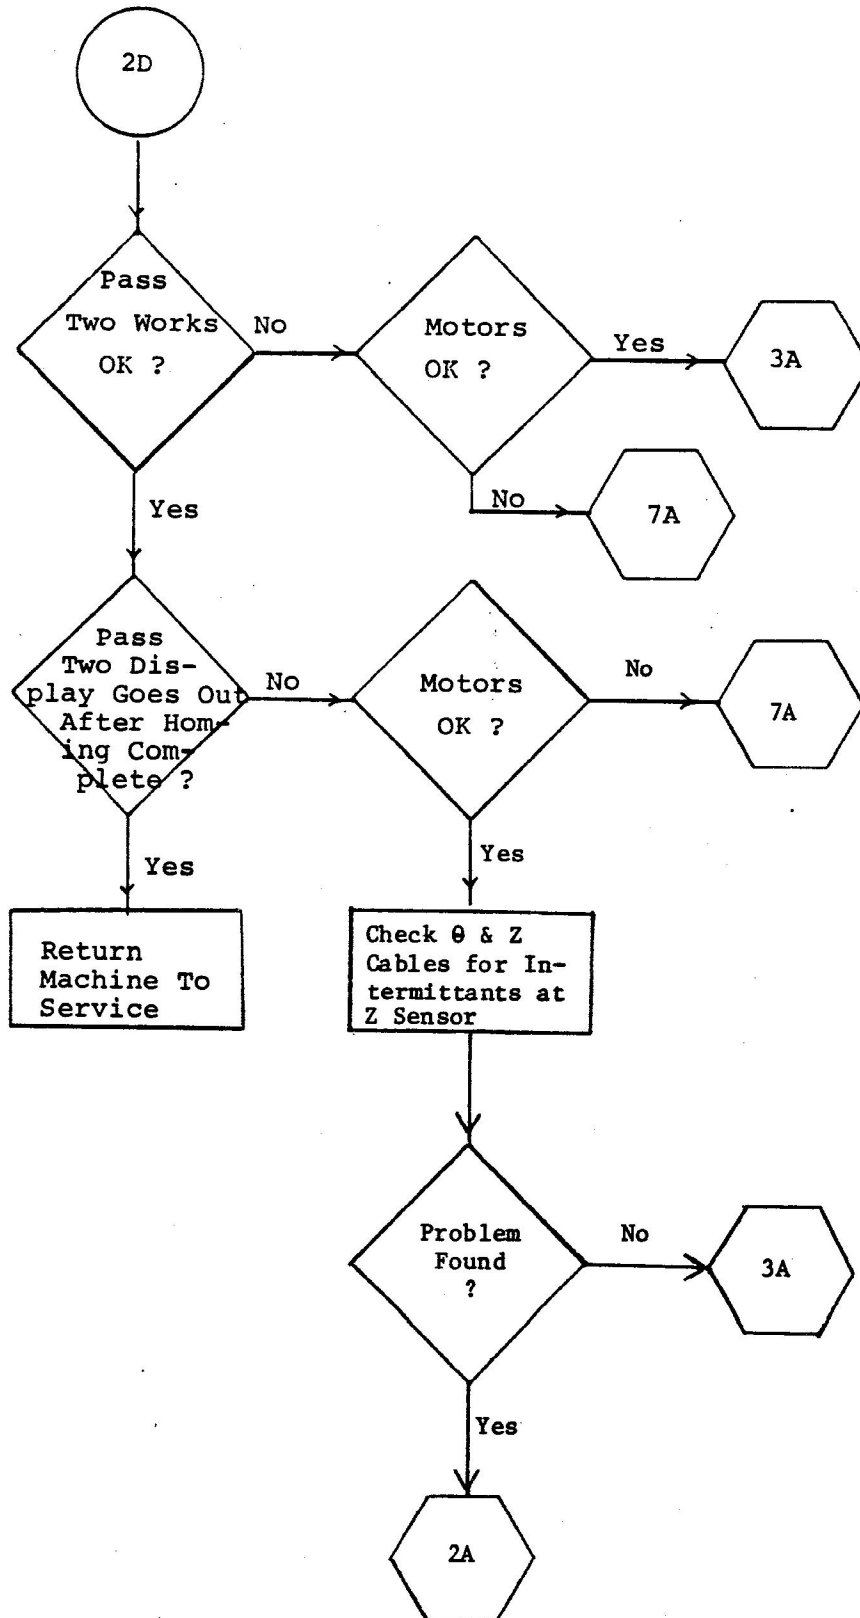 2D
Pass
Two Works
OK ?
No
Motors
OK ?
Yes
3A
No
7A
Yes
Pass
Two Dis-
play Goes Out
After Hom-
ing Com-
plete ?
No
Motors
OK ?
No
7A
Yes
Return
Machine To
Service
Yes
Check θ & Z
Cables for In-
termittants at
Z Sensor
Problem
Found
?
No
3A
Yes
2A